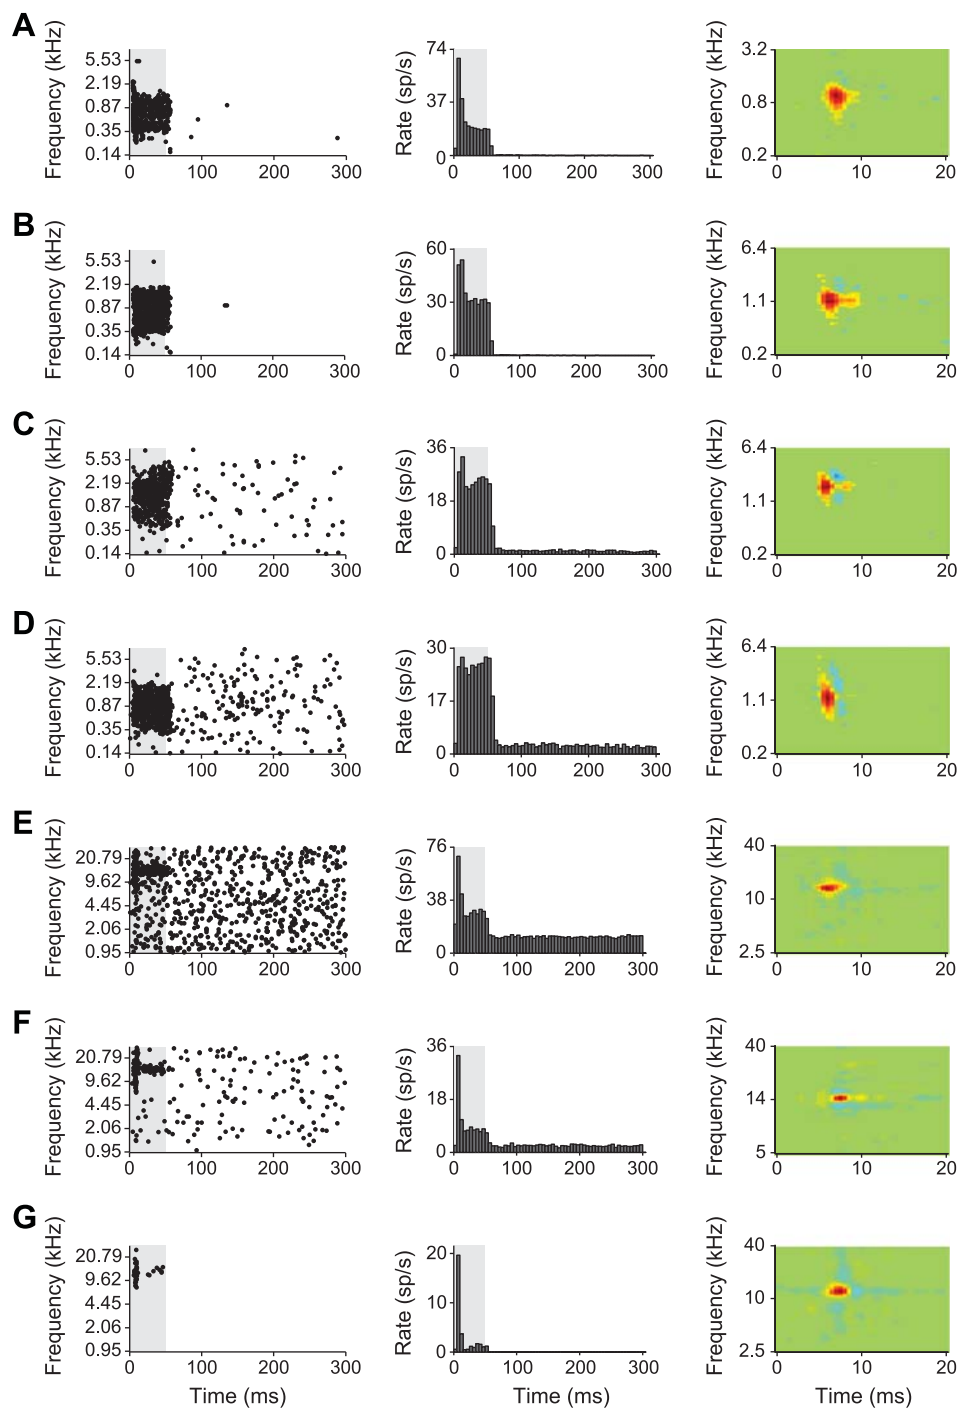 A
Frequency (kHz)
5.53
2.19
0.87
0.35
0.14
0 100 200 300
Rate (sp/s)
74
37
0
0 100 200 300
Frequency (kHz)
3.2
0.8
0.2
0 10 20
B
Frequency (kHz)
5.53
2.19
0.87
0.35
0.14
0 100 200 300
Rate (sp/s)
60
30
0
0 100 200 300
Frequency (kHz)
6.4
1.1
0.2
0 10 20
C
Frequency (kHz)
5.53
2.19
0.87
0.35
0.14
0 100 200 300
Rate (sp/s)
36
18
0
0 100 200 300
Frequency (kHz)
6.4
1.1
0.2
0 10 20
D
Frequency (kHz)
5.53
2.19
0.87
0.35
0.14
0 100 200 300
Rate (sp/s)
30
17
0
0 100 200 300
Frequency (kHz)
6.4
1.1
0.2
0 10 20
E
Frequency (kHz)
20.79
9.62
4.45
2.06
0.95
0 100 200 300
Rate (sp/s)
76
38
0
0 100 200 300
Frequency (kHz)
40
10
2.5
0 10 20
F
Frequency (kHz)
20.79
9.62
4.45
2.06
0.95
0 100 200 300
Rate (sp/s)
36
18
0
0 100 200 300
Frequency (kHz)
40
14
5
0 10 20
G
Frequency (kHz)
20.79
9.62
4.45
2.06
0.95
0 100 200 300
Time (ms)
Rate (sp/s)
20
10
0
0 100 200 300
Time (ms)
Frequency (kHz)
40
10
2.5
0 10 20
Time (ms)